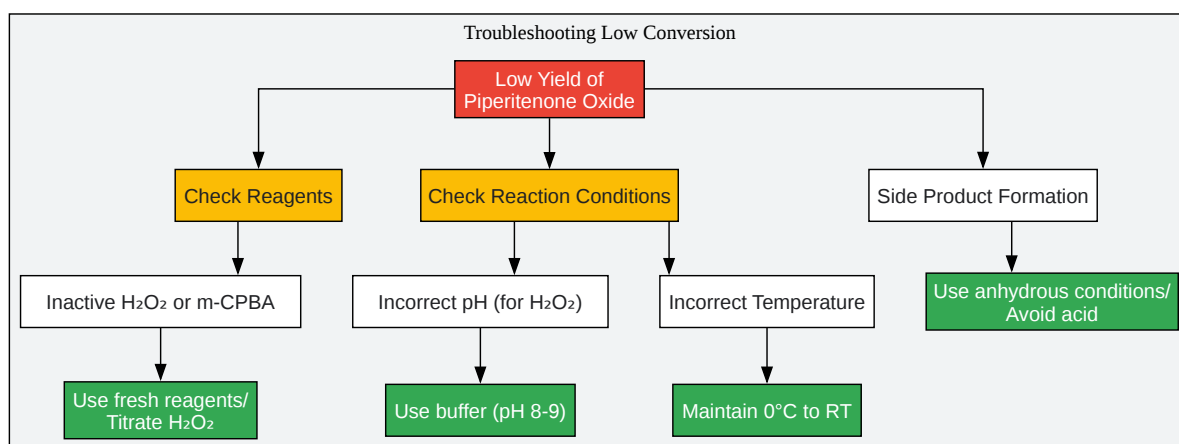 Troubleshooting Low Conversion
Low Yield of
Piperitenone Oxide
Check Reagents
Check Reaction Conditions
Side Product Formation
Inactive H₂O₂ or m-CPBA
Incorrect pH (for H₂O₂)
Incorrect Temperature
Use anhydrous conditions/
Avoid acid
Use fresh reagents/
Titrate H₂O₂
Use buffer (pH 8-9)
Maintain 0°C to RT